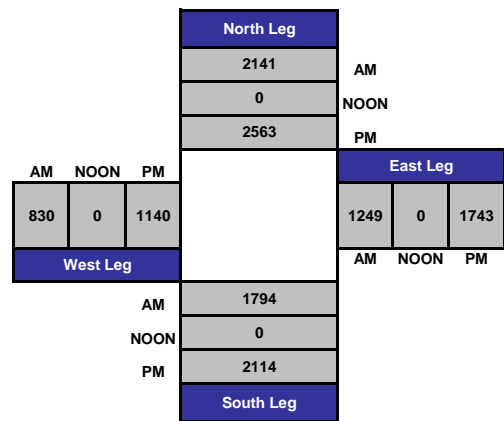 North Leg
2141
AM
0
NOON
2563
PM
AM NOON PM
East Leg
830 0 1140
1249 0 1743
West Leg
AM NOON PM
1794
AM
0
NOON
2114
PM
South Leg